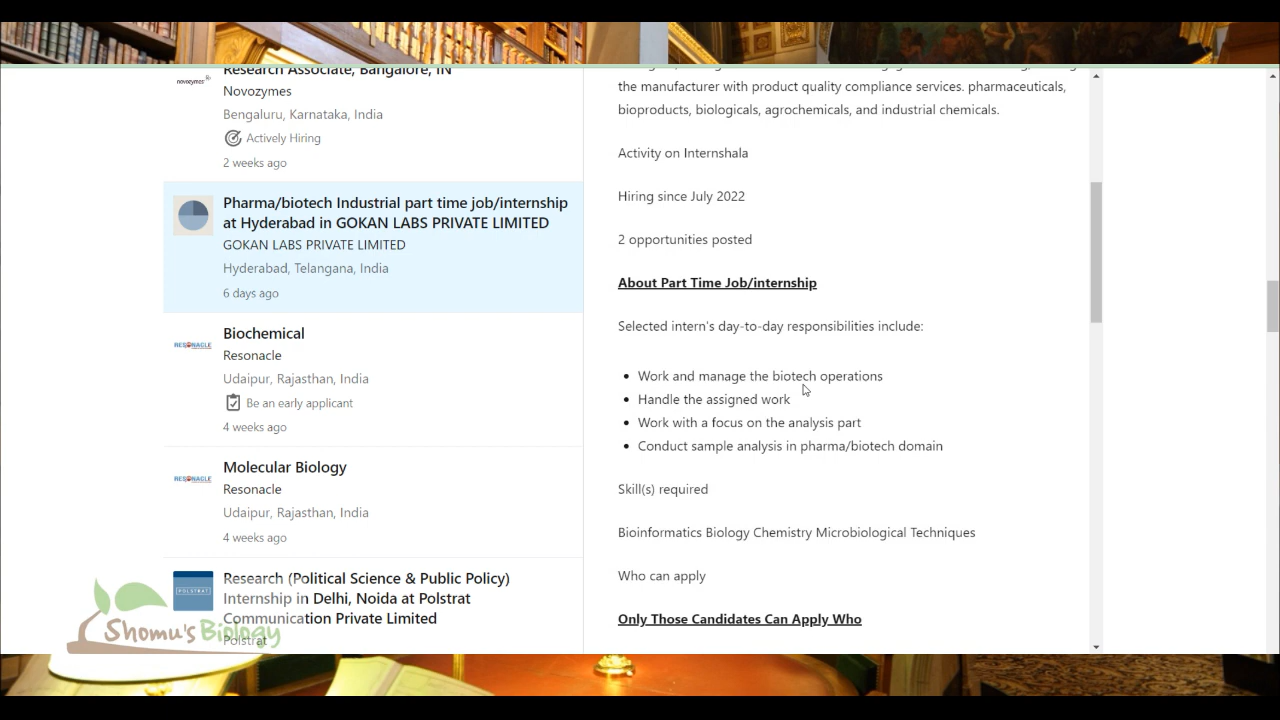 novozymes
Research Associate, Bangalore, IN
Novozymes
Bengaluru, Karnataka, India
Actively Hiring
2 weeks ago
Pharma/biotech Industrial part time job/internship
at Hyderabad in GOKAN LABS PRIVATE LIMITED
GOKAN LABS PRIVATE LIMITED
Hyderabad, Telangana, India
6 days ago
RESONACLE
Biochemical
Resonacle
Udaipur, Rajasthan, India
Be an early applicant
4 weeks ago
RESONACLE
Molecular Biology
Resonacle
Udaipur, Rajasthan, India
4 weeks ago
POLSTRAT
Research (Political Science & Public Policy)
Internship in Delhi, Noida at Polstrat
Communication Private Limited
Polstrat
Shomu's Biology
the manufacturer with product quality compliance services. pharmaceuticals,
bioproducts, biologicals, agrochemicals, and industrial chemicals.
Activity on Internshala
Hiring since July 2022
2 opportunities posted
About Part Time Job/internship
Selected intern's day-to-day responsibilities include:
• Work and manage the biotech operations
• Handle the assigned work
• Work with a focus on the analysis part
• Conduct sample analysis in pharma/biotech domain
Skill(s) required
Bioinformatics Biology Chemistry Microbiological Techniques
Who can apply
Only Those Candidates Can Apply Who